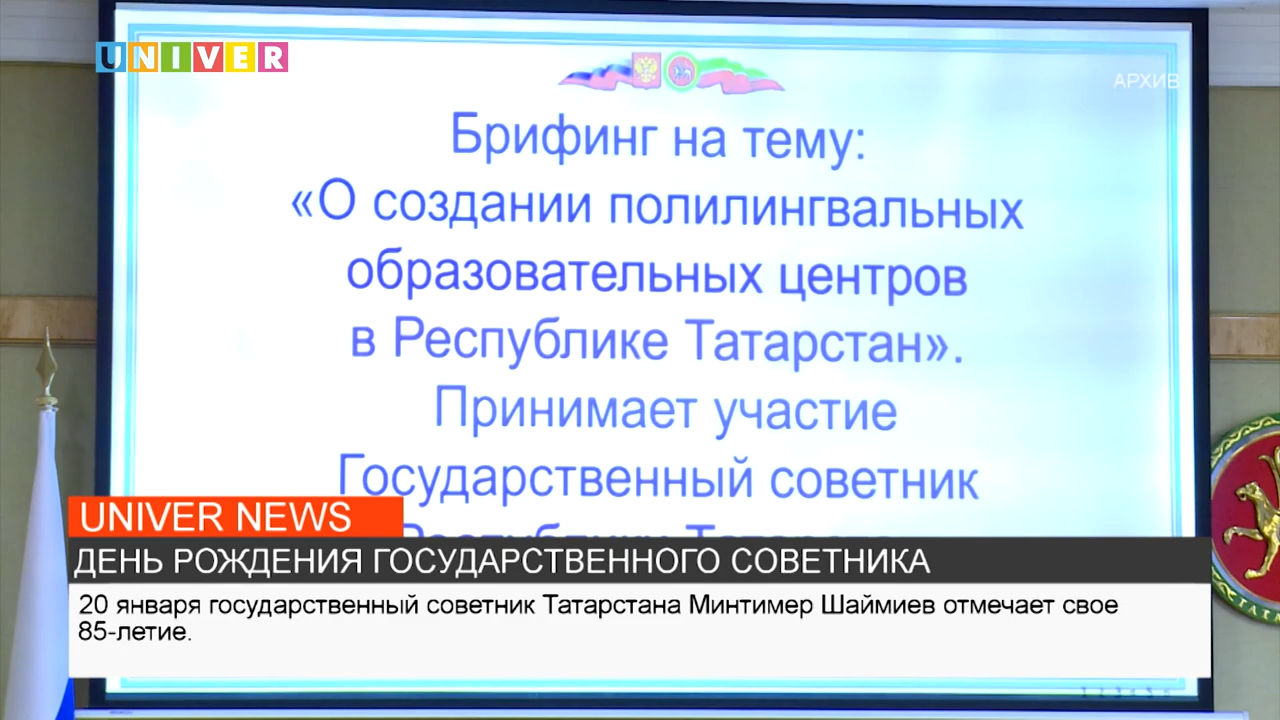 UNIVER
АРХИВ
Брифинг на тему:
«О создании полилингвальных
образовательных центров
в Республике Татарстан».
Принимает участие
Государственный советник
UNIVER NEWS
ДЕНЬ РОЖДЕНИЯ ГОСУДАРСТВЕННОГО СОВЕТНИКА
20 января государственный советник Татарстана Минтимер Шаймиев отмечает свое
85-летие.